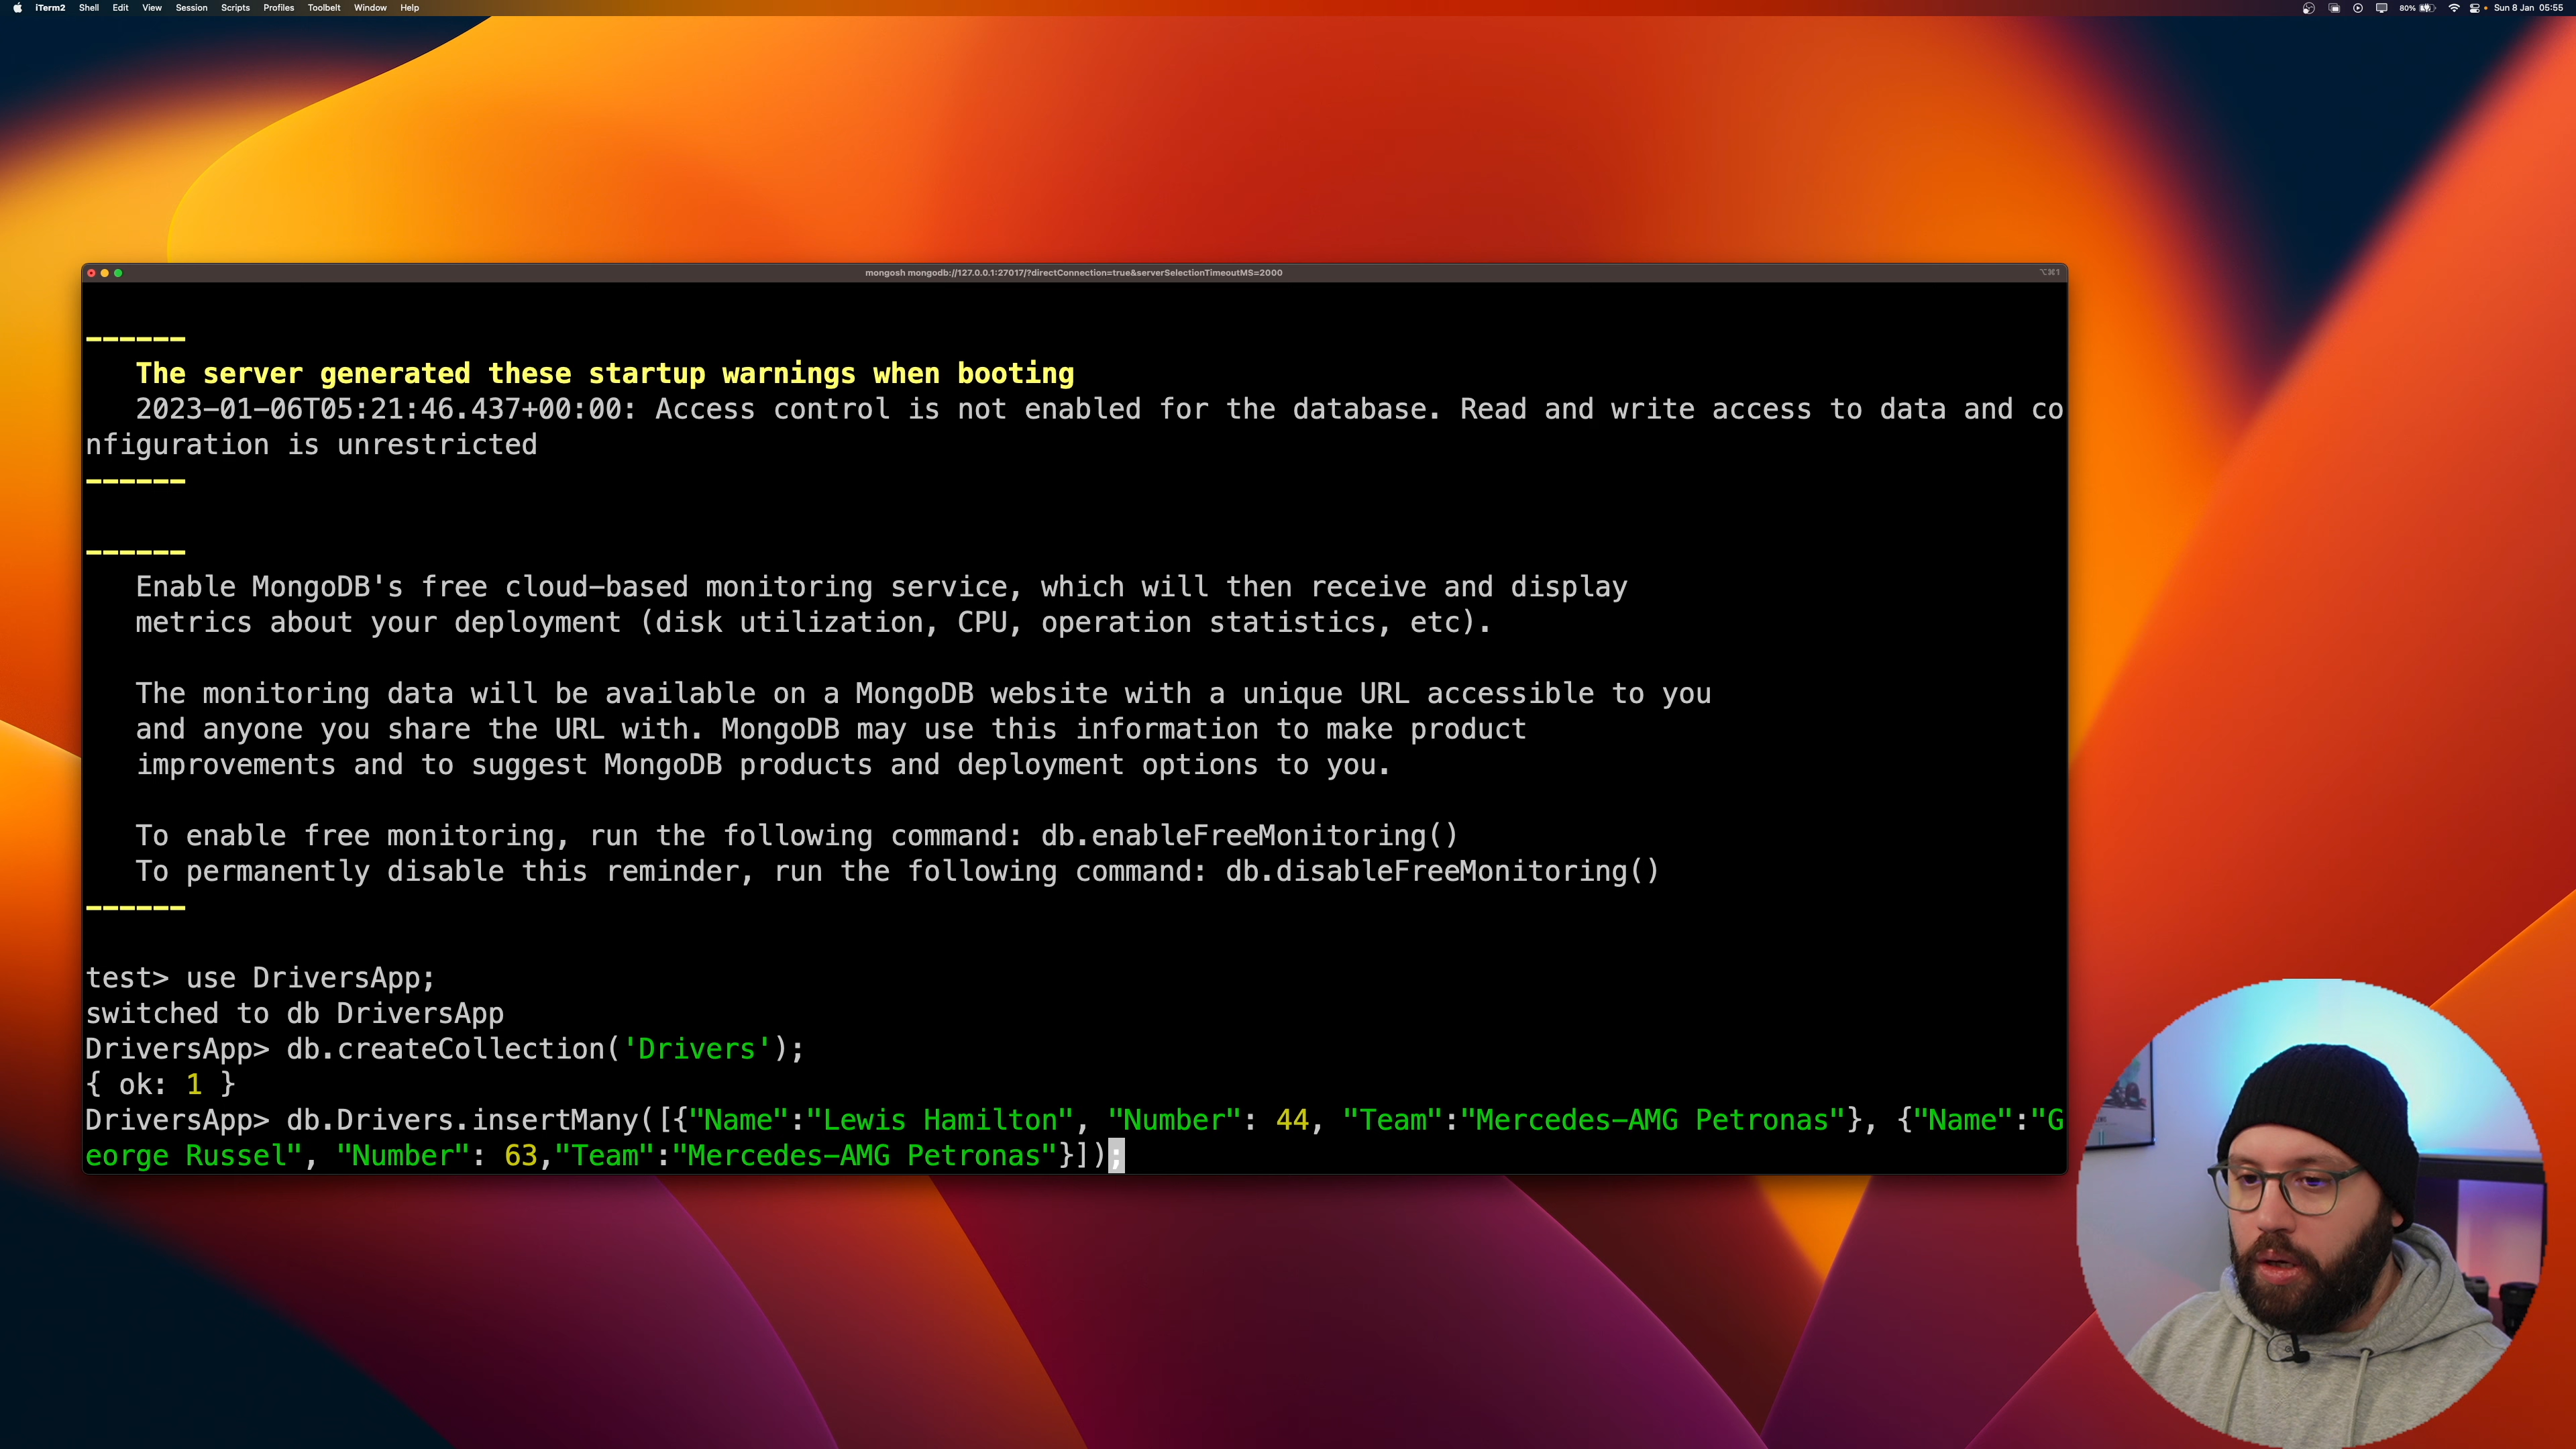 iTerm2 Shell Edit View Session Scripts Profiles Toolbelt Window Help 80% Sun 8 Jan 05:55
mongosh mongodb://127.0.0.1:27017/?directConnection=true&serverSelectionTimeoutMS=2000 ⌥⌘1
------
The server generated these startup warnings when booting
2023-01-06T05:21:46.437+00:00: Access control is not enabled for the database. Read and write access to data and co
nfiguration is unrestricted
------
------
Enable MongoDB's free cloud-based monitoring service, which will then receive and display
metrics about your deployment (disk utilization, CPU, operation statistics, etc).
The monitoring data will be available on a MongoDB website with a unique URL accessible to you
and anyone you share the URL with. MongoDB may use this information to make product
improvements and to suggest MongoDB products and deployment options to you.
To enable free monitoring, run the following command: db.enableFreeMonitoring()
To permanently disable this reminder, run the following command: db.disableFreeMonitoring()
------
test> use DriversApp;
switched to db DriversApp
DriversApp> db.createCollection('Drivers');
{ ok: 1 }
DriversApp> db.Drivers.insertMany([{"Name":"Lewis Hamilton", "Number": 44, "Team":"Mercedes-AMG Petronas"}, {"Name":"G
eorge Russel", "Number": 63,"Team":"Mercedes-AMG Petronas"}]);